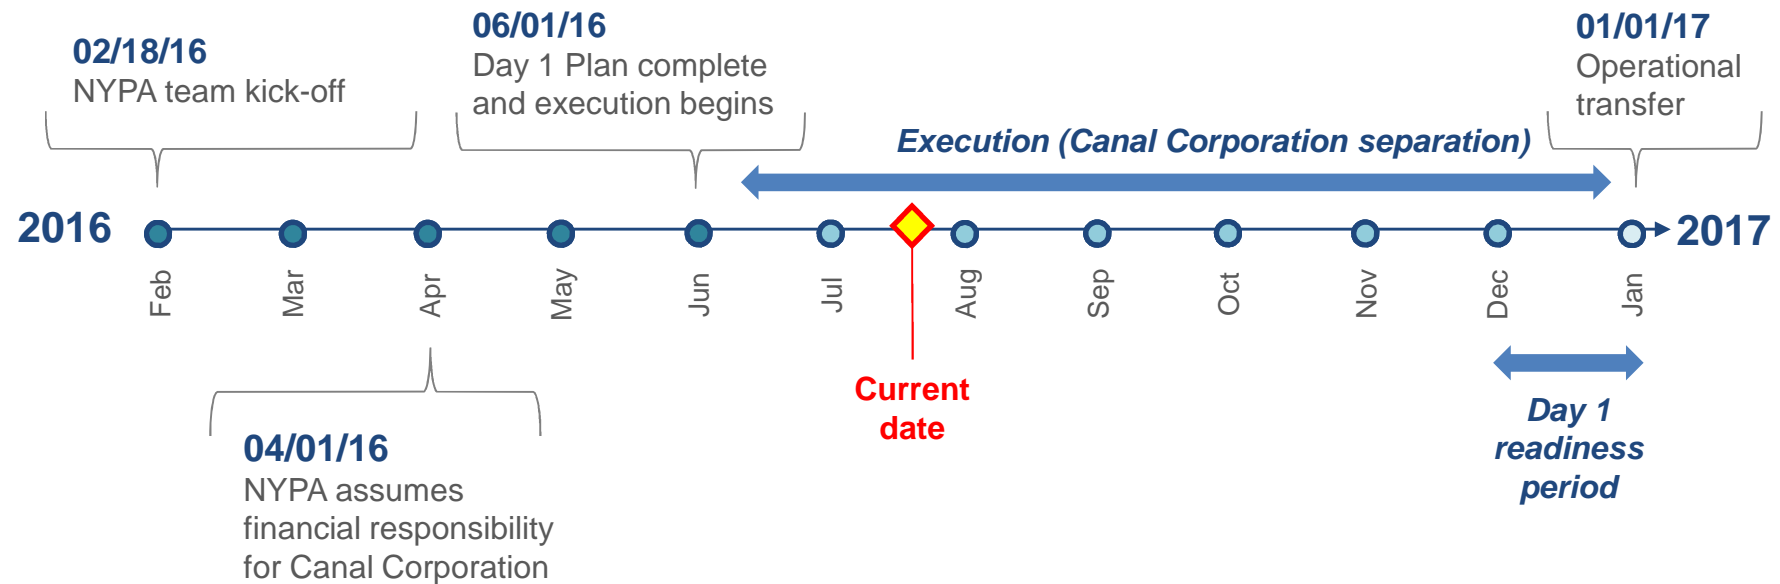 02/18/16
NYPA team kick-off
06/01/16
Day 1 Plan complete
and execution begins
01/01/17
Operational
transfer
Execution (Canal Corporation separation)
2016
2017
Feb
Mar
Apr
May
Jun
Jul
Aug
Sep
Oct
Nov
Dec
Jan
04/01/16
NYPA assumes
financial responsibility
for Canal Corporation
Current
date
Day 1
readiness
period